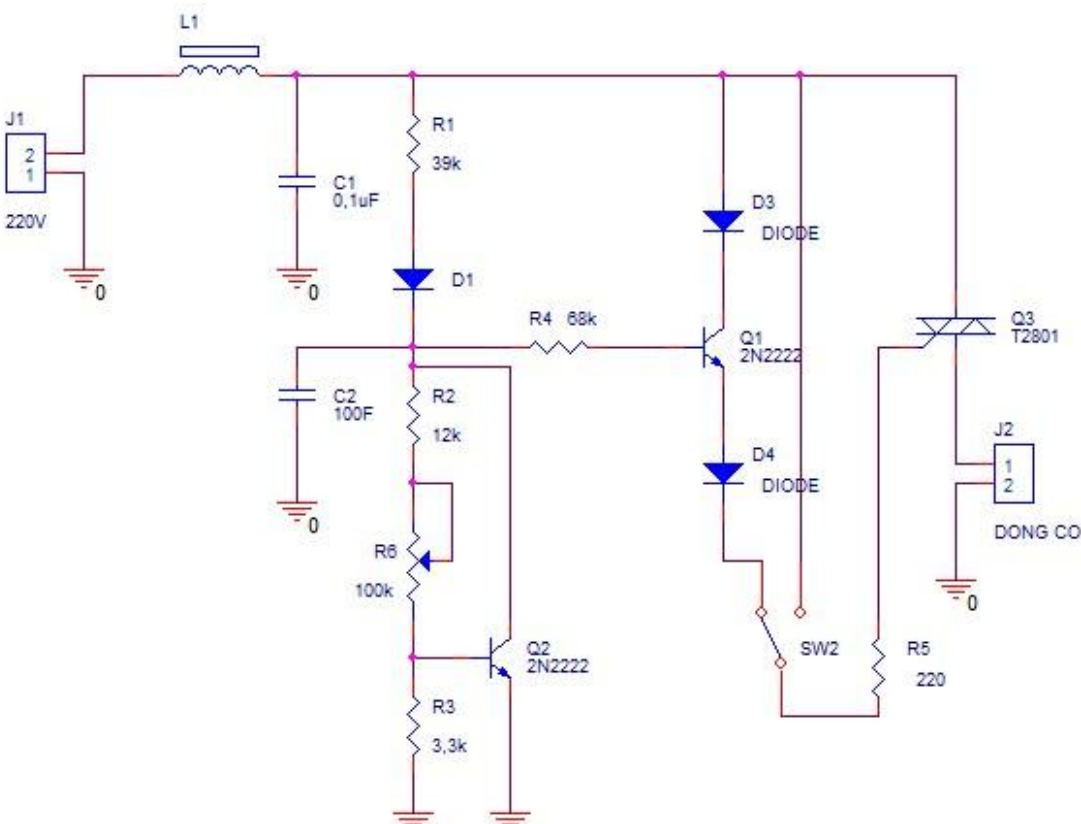 L1
J1
2
1
220V
0
C1
0,1uF
0
R1
39k
D1
D3
DIODE
R4 68k
Q1
2N2222
Q3
T2801
C2
100F
0
R2
12k
D4
DIODE
J2
1
2
DONG CO
0
R6
100k
Q2
2N2222
SW2
R5
220
R3
3,3k